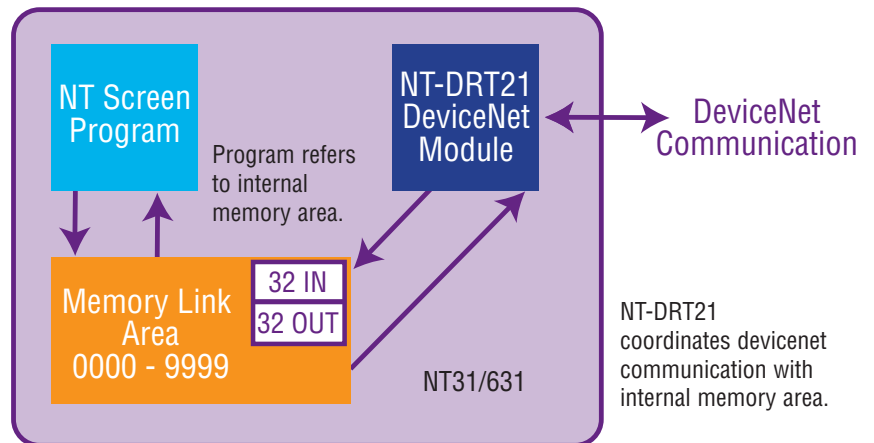 NT Screen
Program
NT-DRT21
DeviceNet
Module
DeviceNet
Communication
Program refers
to internal
memory area.
Memory Link
Area
0000 - 9999
32 IN
32 OUT
NT31/631
NT-DRT21
coordinates devicenet
communication with
internal memory area.